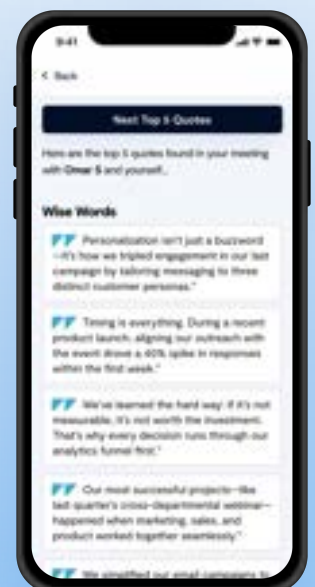 9:41
< Back
Next Top 5 Quotes
Here are the top 5 quotes found in your meeting
with Omar S and yourself...
Wise Words
Personalization isn't just a buzzword
—it's how we tripled engagement in our last
campaign by tailoring messaging to three
distinct customer personas."
Timing is everything. During a recent
product launch, aligning our outreach with
the event drove a 40% spike in responses
within the first week."
We've learned the hard way: if it's not
measurable, it's not worth the investment.
That's why every decision runs through our
analytics funnel first."
Our most successful projects—like
last quarter's cross-departmental webinar—
happened when marketing, sales, and
product worked together seamlessly."
We simplified our email campaigns to